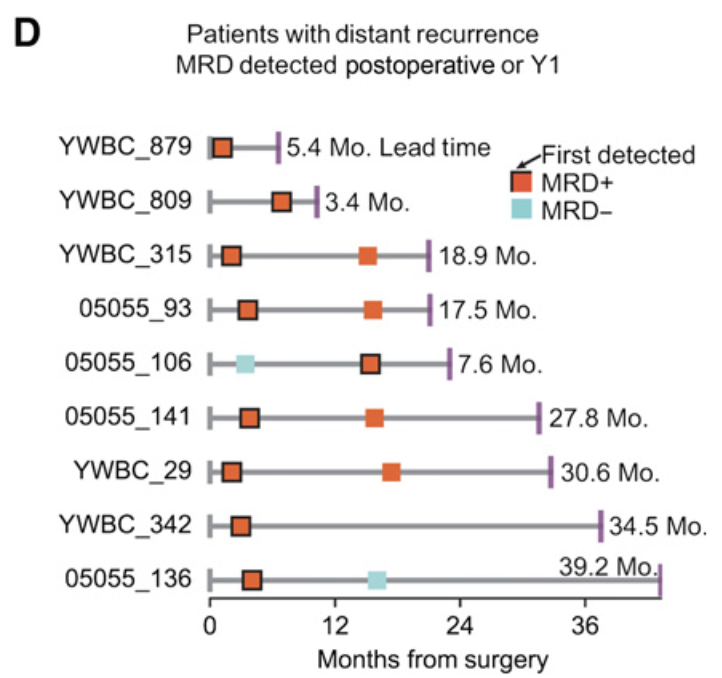 D
Patients with distant recurrence
MRD detected postoperative or Y1
First detected
MRD+
MRD–
YWBC_879
5.4 Mo. Lead time
YWBC_809
3.4 Mo.
YWBC_315
18.9 Mo.
05055_93
17.5 Mo.
05055_106
7.6 Mo.
05055_141
27.8 Mo.
YWBC_29
30.6 Mo.
YWBC_342
34.5 Mo.
05055_136
39.2 Mo.
0 12 24 36
Months from surgery